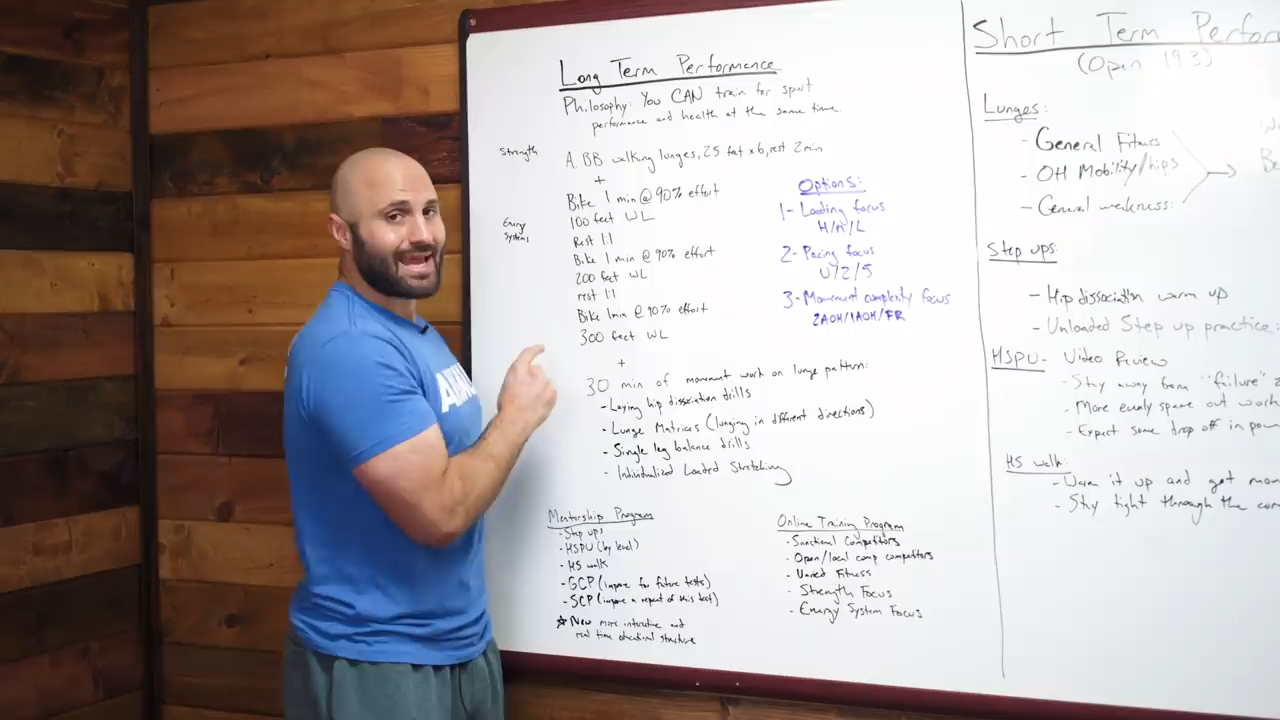 Long Term Performance
Philosophy: You CAN train for sport
performance and health at the same time.
Strength
A. BB walking lunges, 25 feet x 6, rest 2 min
+
Energy
Systems
Bike 1 min @ 90% effort
100 feet WL
Rest 1:1
Bike 1 min @ 90% effort
200 feet WL
rest 1:1
Bike 1min @ 90% effort
300 feet WL
Options:
1- Loading focus
H/M/L
2- Pacing focus
U/Z/S
3- Movement complexity focus
2AOH/1AOH/FR
+
30 min of movement work on lunge pattern:
- Laying hip dissociation drills
- Lunge Matrices (lunging in different directions)
- Single leg balance drills
- Individualized Loaded Stretching
Mentorship Program
- Step ups
- HSPU (by level)
- HS walk
- GCP (improve for future tests)
- SCP (improve a repeat of this test)
☆ New more interactive and
real time educational structure
Online Training Program
- Sanctional Competitors
- Open/local comp competitors
- Varied Fitness
- Strength Focus
- Energy System Focus
Short Term Perfor
(Open 19.3)
Lunges:
- General Fitness
- OH Mobility/hips
- General weakness:
Step ups:
- Hip dissociation warm up
- Unloaded Step up practice
HSPU- Video Review
- Stay away from "failure"
- More evenly space out work
- Expect some drop off in pow
HS walk:
- Warm it up and get mo
- Stay tight through the cor